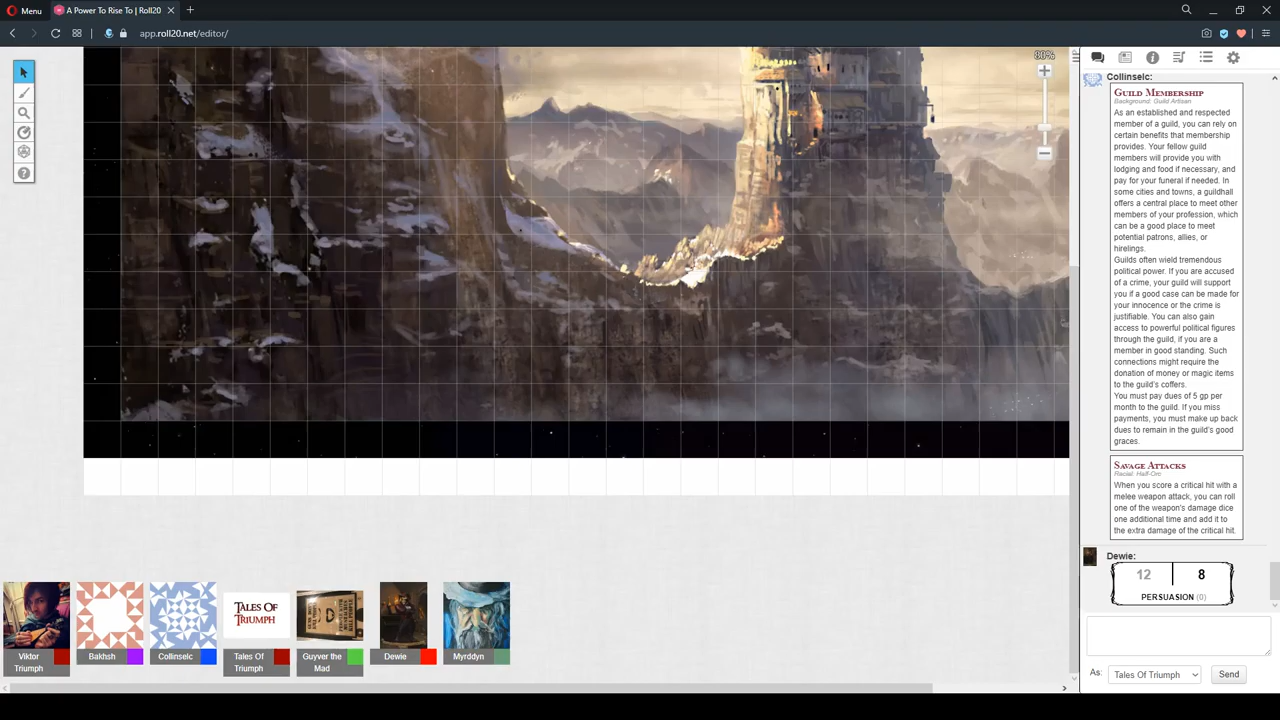 Menu
A Power To Rise To | Roll20
app.roll20.net/editor/
80%
Collinselc:
Guild Membership
Background: Guild Artisan
As an established and respected
member of a guild, you can rely on
certain benefits that membership
provides. Your fellow guild
members will provide you with
lodging and food if necessary, and
pay for your funeral if needed. In
some cities and towns, a guildhall
offers a central place to meet other
members of your profession, which
can be a good place to meet
potential patrons, allies, or
hirelings.
Guilds often wield tremendous
political power. If you are accused
of a crime, your guild will support
you if a good case can be made for
your innocence or the crime is
justifiable. You can also gain
access to powerful political figures
through the guild, if you are a
member in good standing. Such
connections might require the
donation of money or magic items
to the guild's coffers.
You must pay dues of 5 gp per
month to the guild. If you miss
payments, you must make up back
dues to remain in the guild's good
graces.
Savage Attacks
Racial: Half-Orc
When you score a critical hit with a
melee weapon attack, you can roll
one of the weapon's damage dice
one additional time and add it to
the extra damage of the critical hit.
Dewie:
12 8
PERSUASION (0)
As: Tales Of Triumph Send
TALES OF
TRIUMPH
Viktor
Triumph
Bakhsh
Collinselc
Tales Of
Triumph
Guyver the
Mad
Dewie
Myrddyn